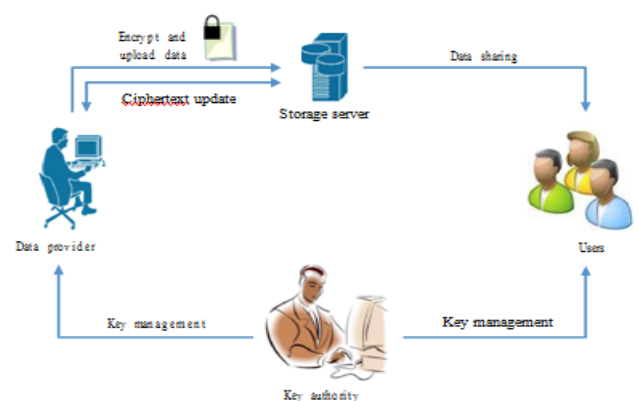 Encrypt and
upload data
Data sharing
Ciphertext update
Storage server
Data provider
Users
Key management
Key management
Key authority